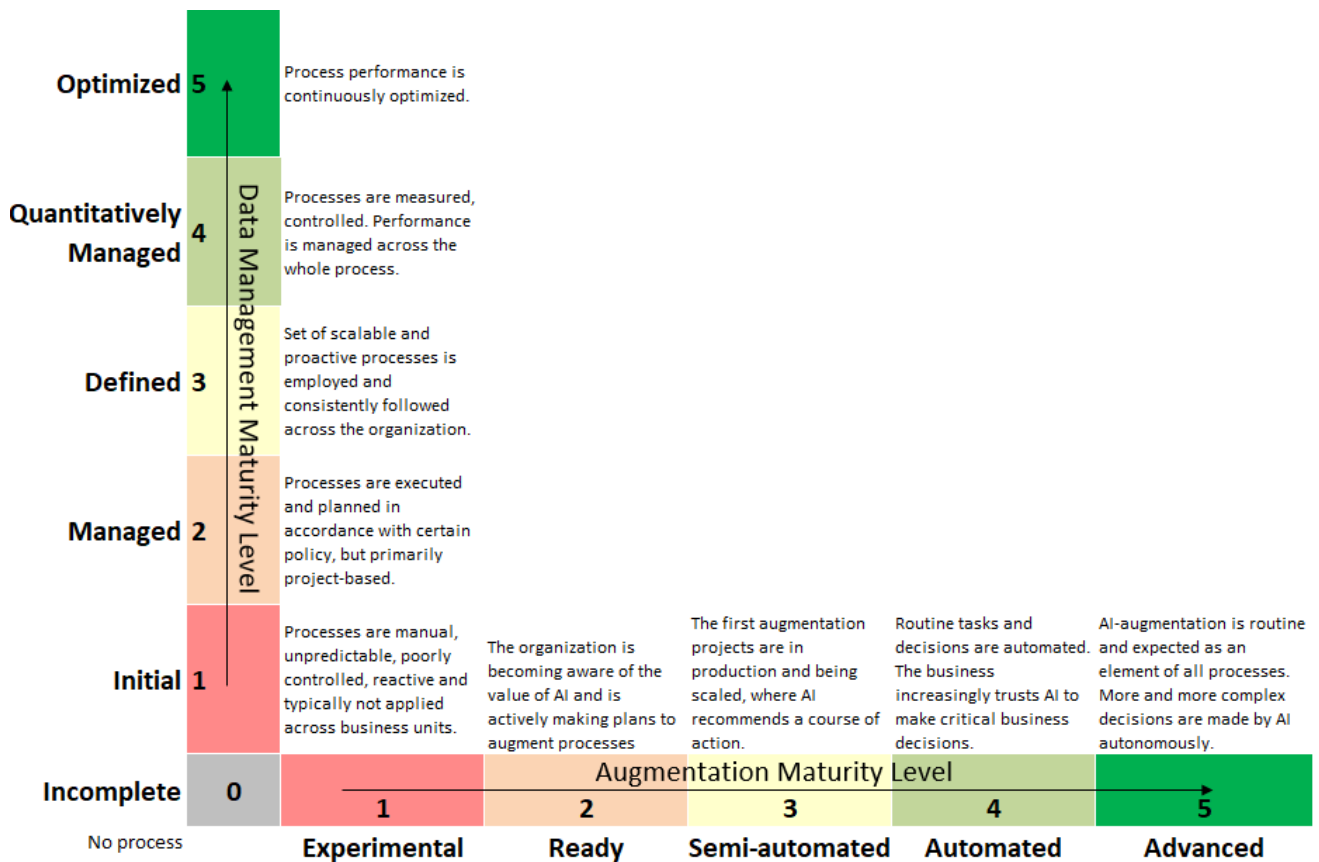 Optimized 5
Process performance is
continuously optimized.
Quantitatively
Managed
4
Processes are measured,
controlled. Performance
is managed across the
whole process.
Data Management Maturity Level
Defined 3
Set of scalable and
proactive processes is
employed and
consistently followed
across the organization.
Managed 2
Processes are executed
and planned in
accordance with certain
policy, but primarily
project-based.
Initial 1
Processes are manual,
unpredictable, poorly
controlled, reactive and
typically not applied
across business units.
The organization is
becoming aware of the
value of AI and is
actively making plans to
augment processes
The first augmentation
projects are in
production and being
scaled, where AI
recommends a course of
action.
Routine tasks and
decisions are automated.
The business
increasingly trusts AI to
make critical business
decisions.
AI-augmentation is routine
and expected as an
element of all processes.
More and more complex
decisions are made by AI
autonomously.
Incomplete 0
Augmentation Maturity Level
1 2 3 4 5
No process
Experimental Ready Semi-automated Automated Advanced